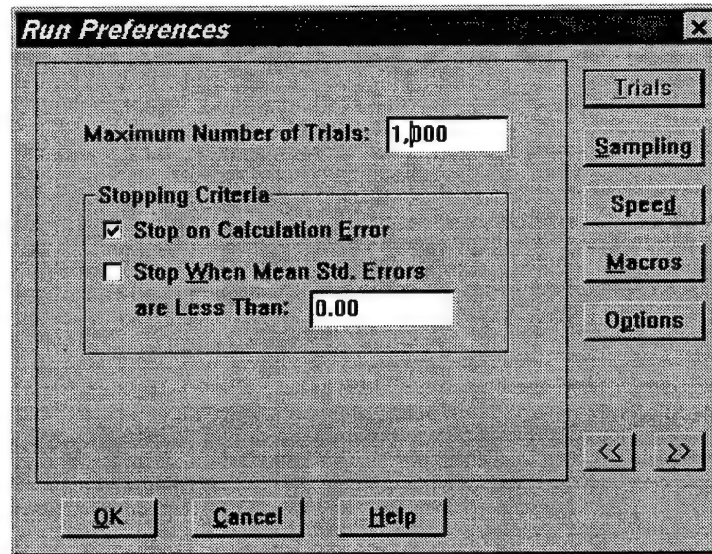 Run Preferences
Maximum Number of Trials: 1,000
Stopping Criteria
Stop on Calculation Error
Stop When Mean Std. Errors
are Less Than: 0.00
Trials
Sampling
Speed
Macros
Options
<< >>
OK Cancel Help